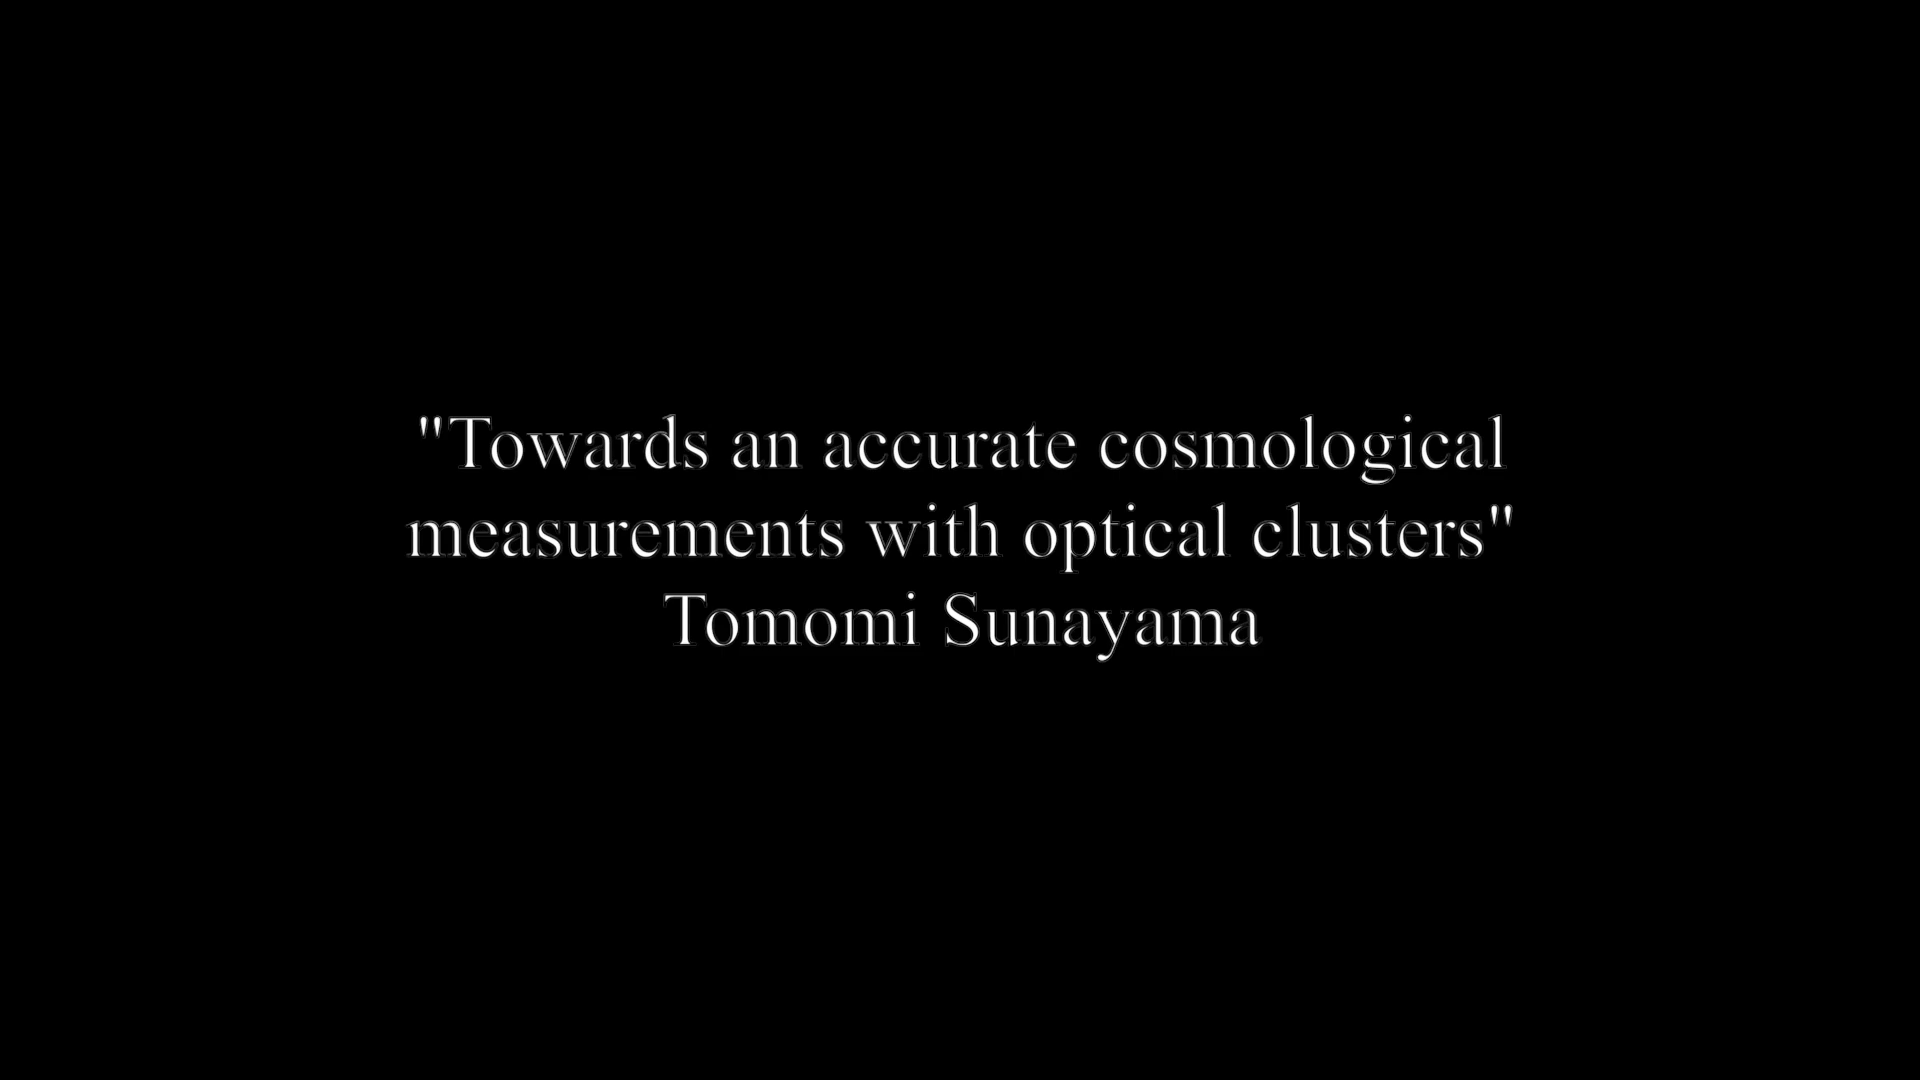 "Towards an accurate cosmological
measurements with optical clusters"
Tomomi Sunayama